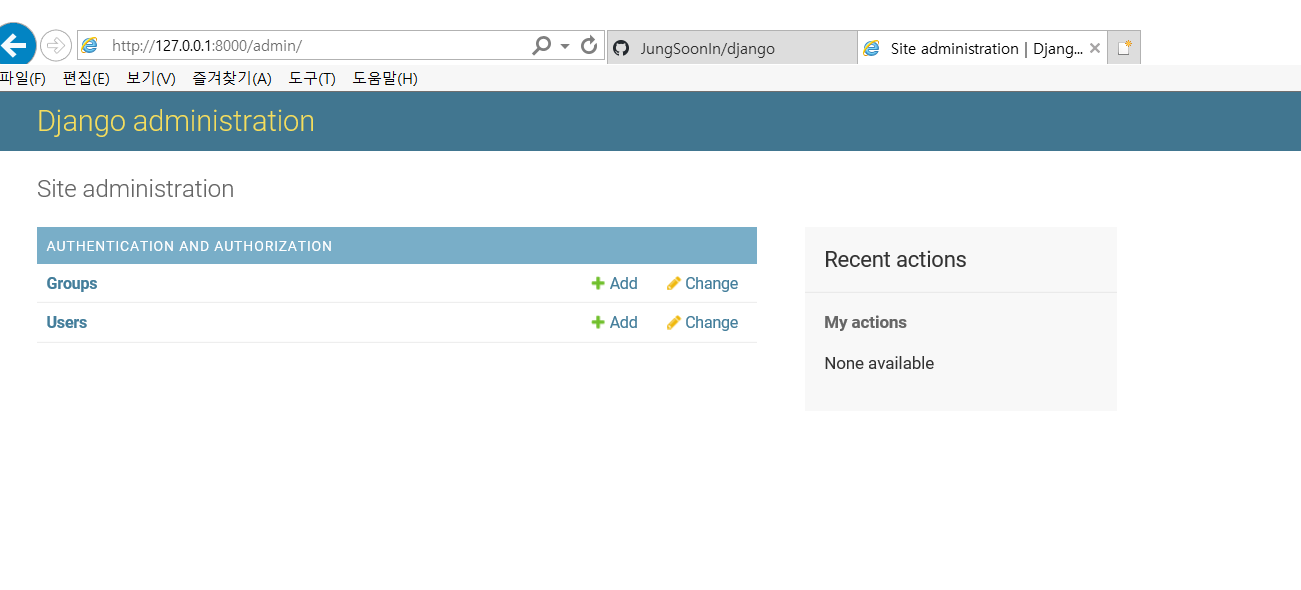 http://127.0.0.1:8000/admin/ JungSoonIn/django Site administration | Djang...
파일(F) 편집(E) 보기(V) 즐겨찾기(A) 도구(T) 도움말(H)
Django administration
Site administration
AUTHENTICATION AND AUTHORIZATION
Groups Add Change
Users Add Change
Recent actions
My actions
None available